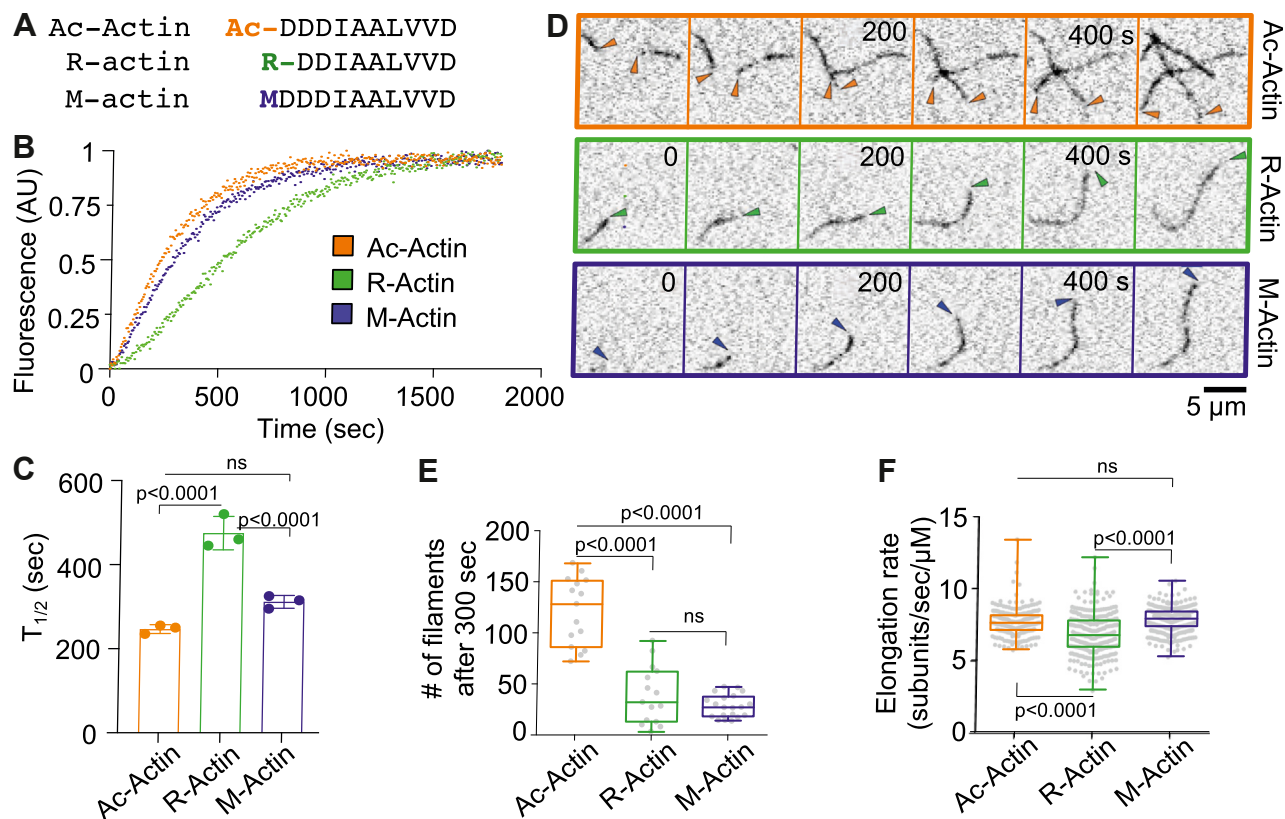 A
Ac-Actin Ac-DDDIAALVVD
R-actin R-DDIAALVVD
M-actin MDDDIAALVVD
B
Fluorescence (AU)
1
0.75
0.5
0.25
0
0 500 1000 1500 2000
Time (sec)
Ac-Actin
R-Actin
M-Actin
C
T1/2 (sec)
600
400
200
0
ns
p<0.0001
p<0.0001
Ac-Actin
R-Actin
M-Actin
D
200 400 s
Ac-Actin
0 200 400 s
R-Actin
0 200 400 s
M-Actin
5 µm
E
# of filaments
after 300 sec
200
150
100
50
0
p<0.0001
p<0.0001
ns
Ac-Actin
R-Actin
M-Actin
F
Elongation rate
(subunits/sec/µM)
15
10
5
0
ns
p<0.0001
p<0.0001
Ac-Actin
R-Actin
M-Actin